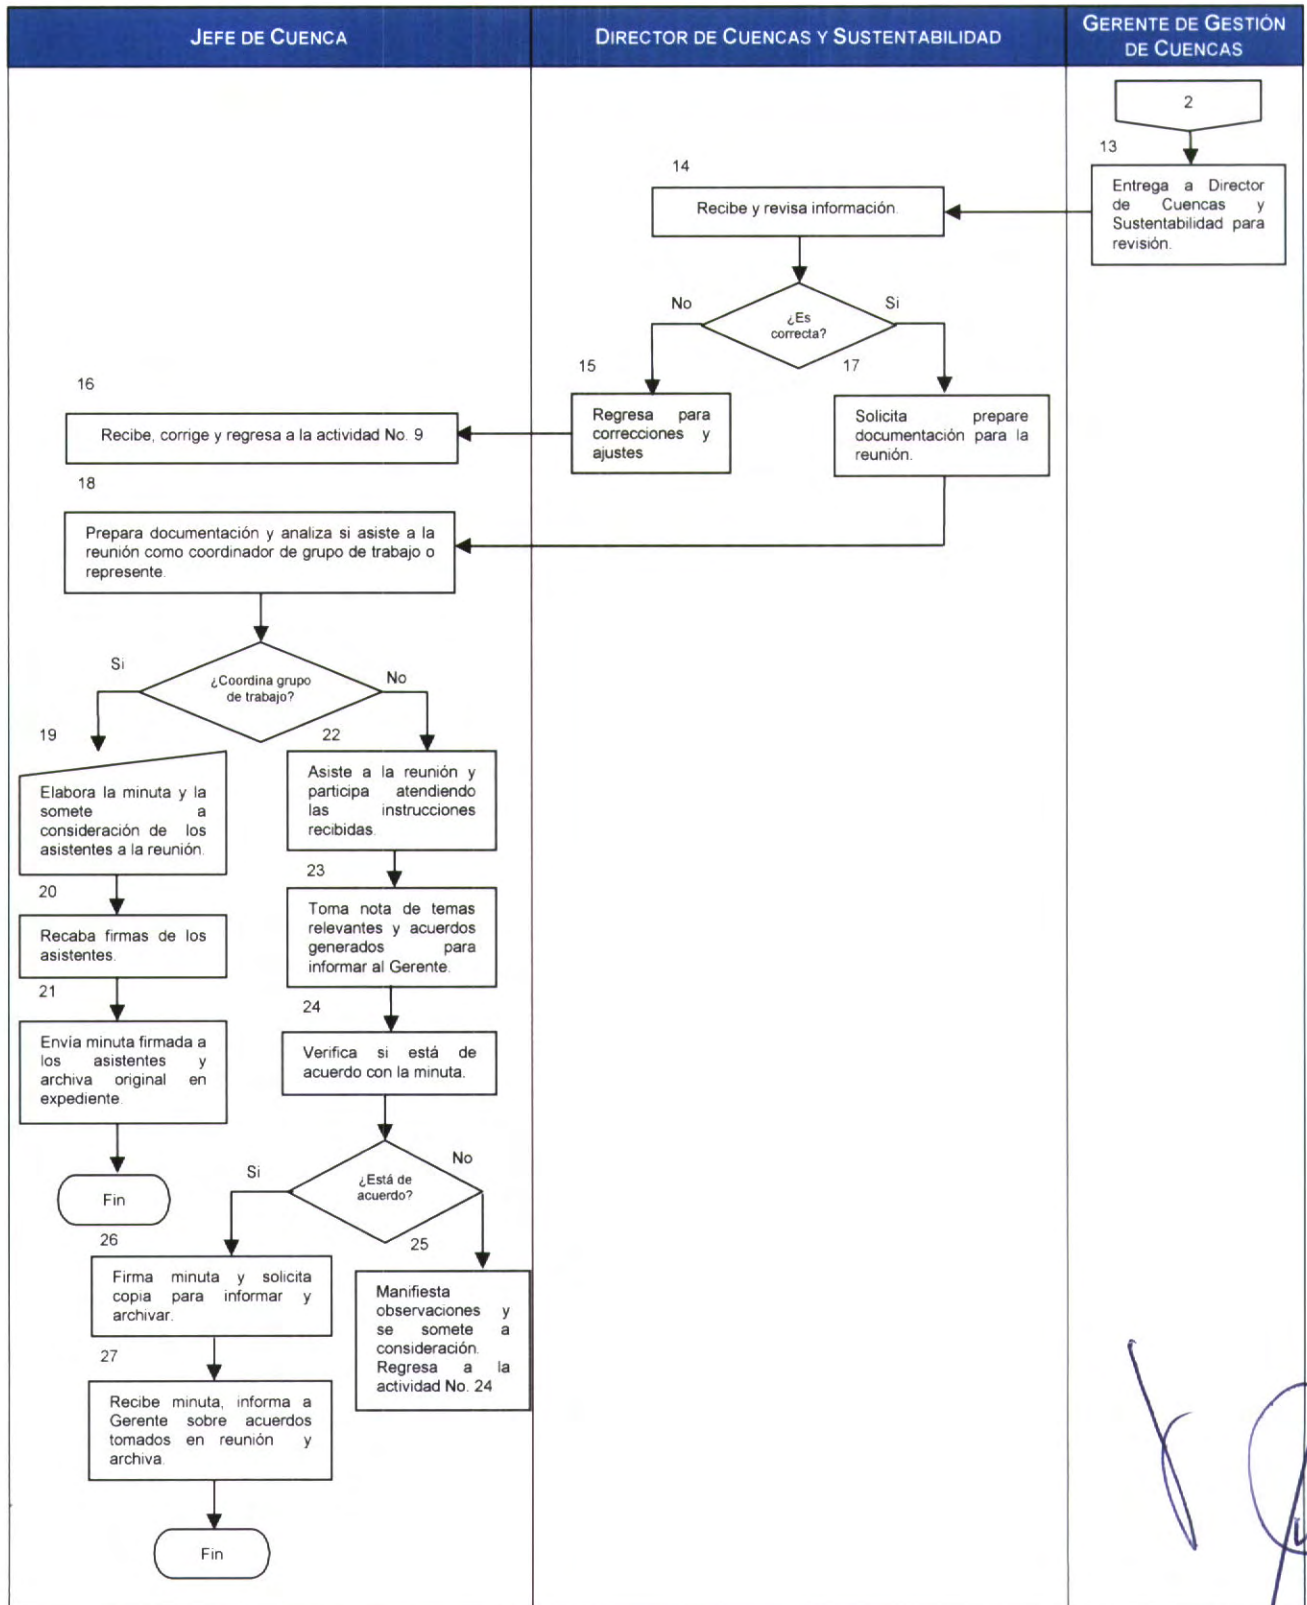 JEFE DE CUENCA
DIRECTOR DE CUENCAS Y SUSTENTABILIDAD
GERENTE DE GESTIÓN
DE CUENCAS
2
13
Entrega a Director
de Cuencas y
Sustentabilidad para
revisión.
14
Recibe y revisa información.
¿Es
correcta?
No
Si
15
Regresa para
correcciones y
ajustes
17
Solicita prepare
documentación para la
reunión.
16
Recibe, corrige y regresa a la actividad No. 9
18
Prepara documentación y analiza si asiste a la
reunión como coordinador de grupo de trabajo o
represente.
¿Coordina grupo
de trabajo?
Si
No
19
Elabora la minuta y la
somete a
consideración de los
asistentes a la reunión.
20
Recaba firmas de los
asistentes.
21
Envía minuta firmada a
los asistentes y
archiva original en
expediente.
Fin
22
Asiste a la reunión y
participa atendiendo
las instrucciones
recibidas.
23
Toma nota de temas
relevantes y acuerdos
generados para
informar al Gerente.
24
Verifica si está de
acuerdo con la minuta.
¿Está de
acuerdo?
Si
No
26
Firma minuta y solicita
copia para informar y
archivar.
25
Manifiesta
observaciones y
se somete a
consideración.
Regresa a la
actividad No. 24
27
Recibe minuta, informa a
Gerente sobre acuerdos
tomados en reunión y
archiva.
Fin